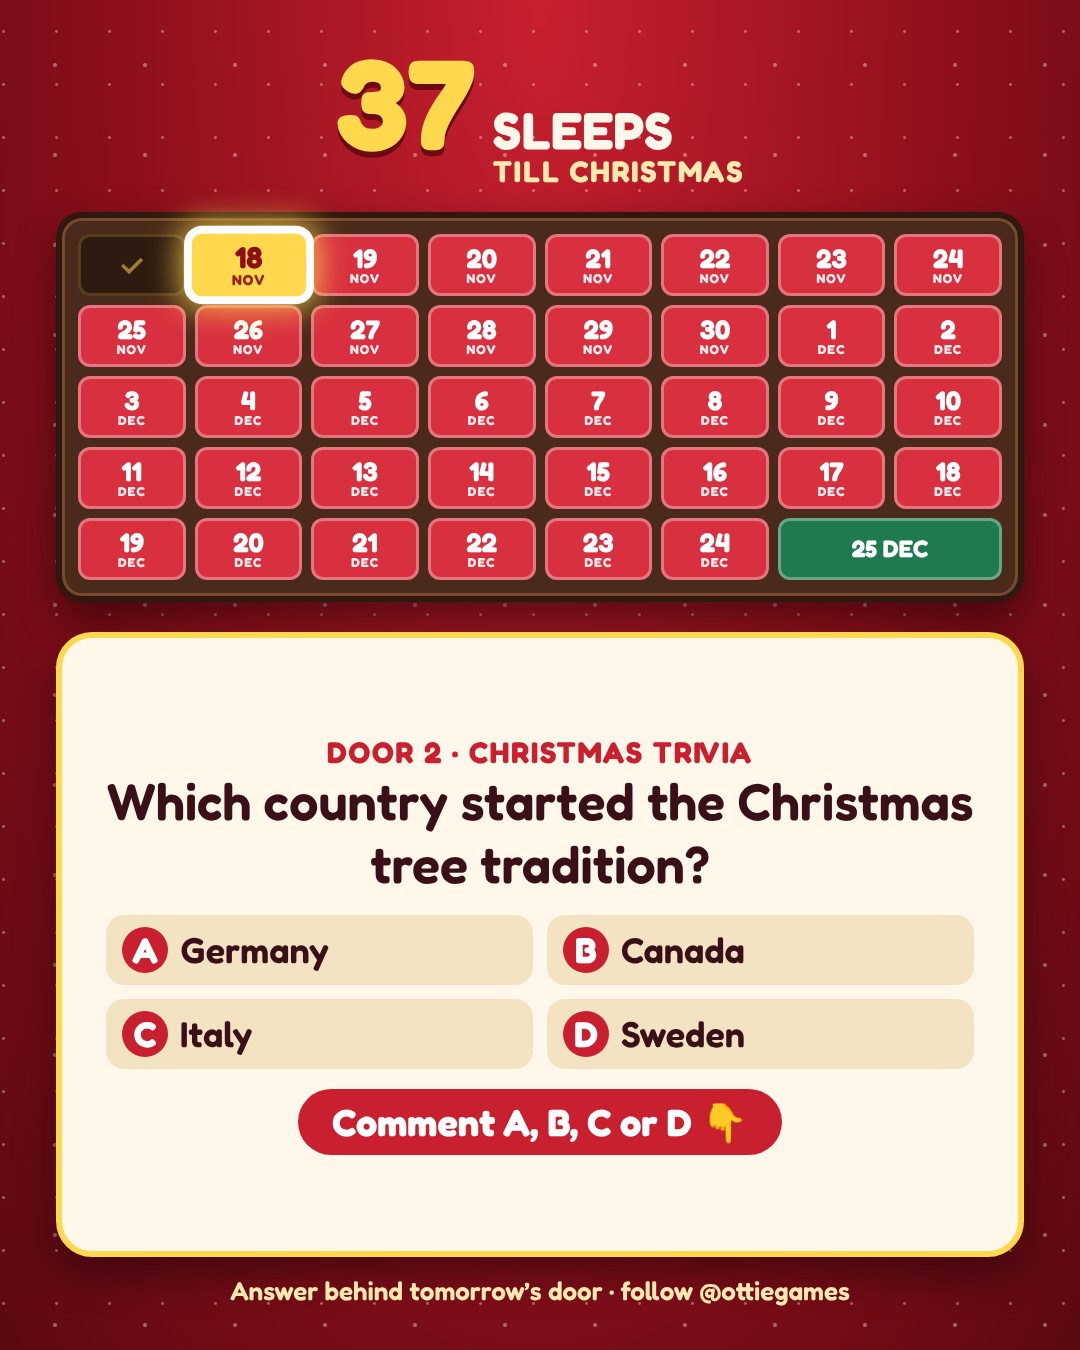 37 SLEEPS
TILL CHRISTMAS
18 NOV 19 NOV 20 NOV 21 NOV 22 NOV 23 NOV 24 NOV
25 NOV 26 NOV 27 NOV 28 NOV 29 NOV 30 NOV 1 DEC 2 DEC
3 DEC 4 DEC 5 DEC 6 DEC 7 DEC 8 DEC 9 DEC 10 DEC
11 DEC 12 DEC 13 DEC 14 DEC 15 DEC 16 DEC 17 DEC 18 DEC
19 DEC 20 DEC 21 DEC 22 DEC 23 DEC 24 DEC 25 DEC
DOOR 2 · CHRISTMAS TRIVIA
Which country started the Christmas
tree tradition?
A Germany
B Canada
C Italy
D Sweden
Comment A, B, C or D 👇
Answer behind tomorrow's door · follow @ottiegames